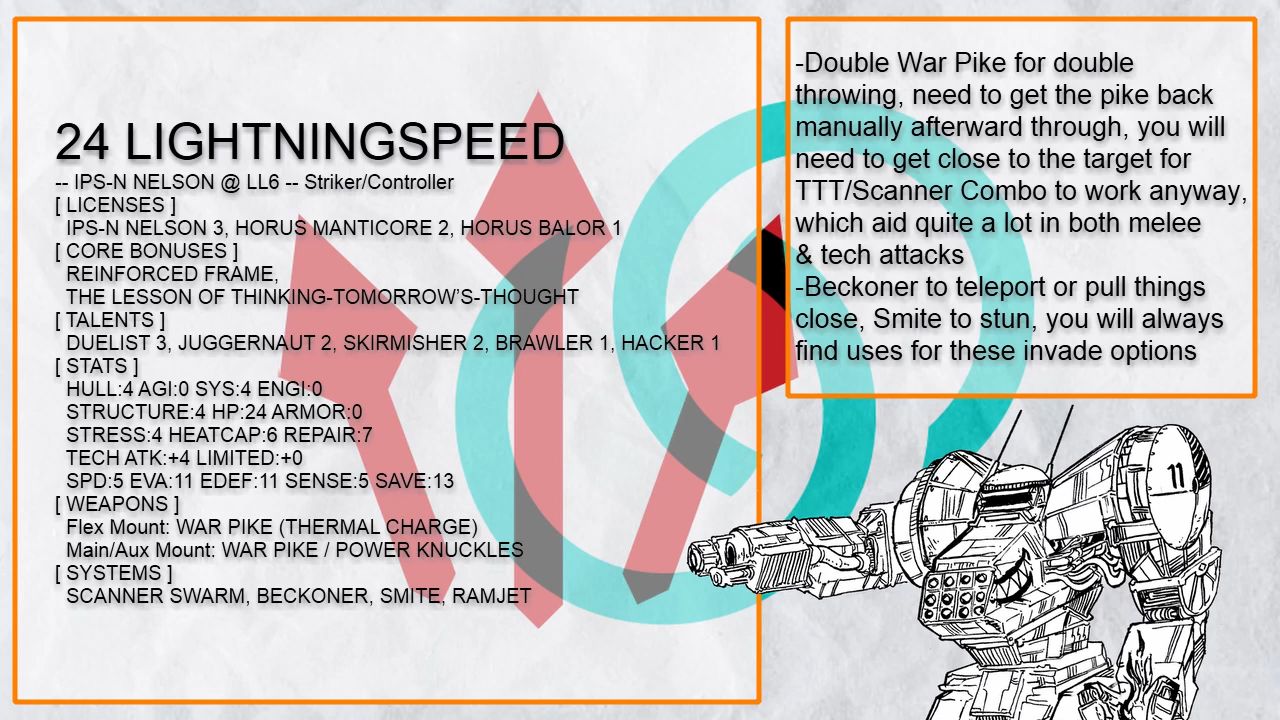 24 LIGHTNINGSPEED
-- IPS-N NELSON @ LL6 -- Striker/Controller
[ LICENSES ]
IPS-N NELSON 3, HORUS MANTICORE 2, HORUS BALOR 1
[ CORE BONUSES ]
REINFORCED FRAME,
THE LESSON OF THINKING-TOMORROW'S-THOUGHT
[ TALENTS ]
DUELIST 3, JUGGERNAUT 2, SKIRMISHER 2, BRAWLER 1, HACKER 1
[ STATS ]
HULL:4 AGI:0 SYS:4 ENGI:0
STRUCTURE:4 HP:24 ARMOR:0
STRESS:4 HEATCAP:6 REPAIR:7
TECH ATK:+4 LIMITED:+0
SPD:5 EVA:11 EDEF:11 SENSE:5 SAVE:13
[ WEAPONS ]
Flex Mount: WAR PIKE (THERMAL CHARGE)
Main/Aux Mount: WAR PIKE / POWER KNUCKLES
[ SYSTEMS ]
SCANNER SWARM, BECKONER, SMITE, RAMJET
-Double War Pike for double
throwing, need to get the pike back
manually afterward through, you will
need to get close to the target for
TTT/Scanner Combo to work anyway,
which aid quite a lot in both melee
& tech attacks
-Beckoner to teleport or pull things
close, Smite to stun, you will always
find uses for these invade options
11